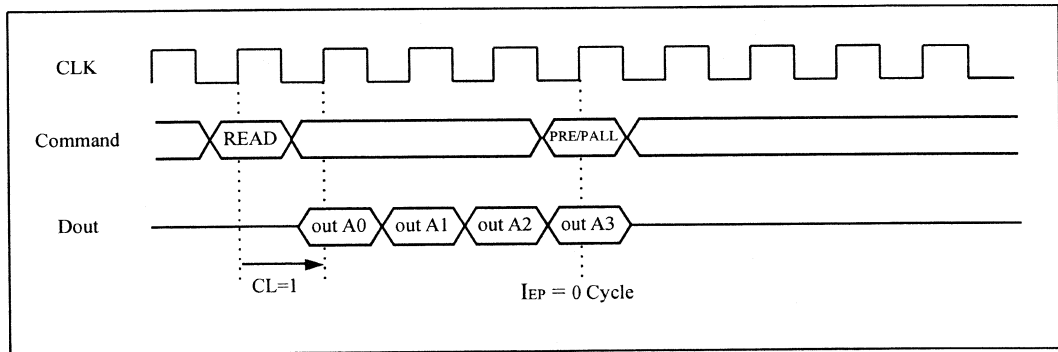 CLK
Command
READ
PRE/PALL
Dout
out A0
out A1
out A2
out A3
CL=1
IEP = 0 Cycle